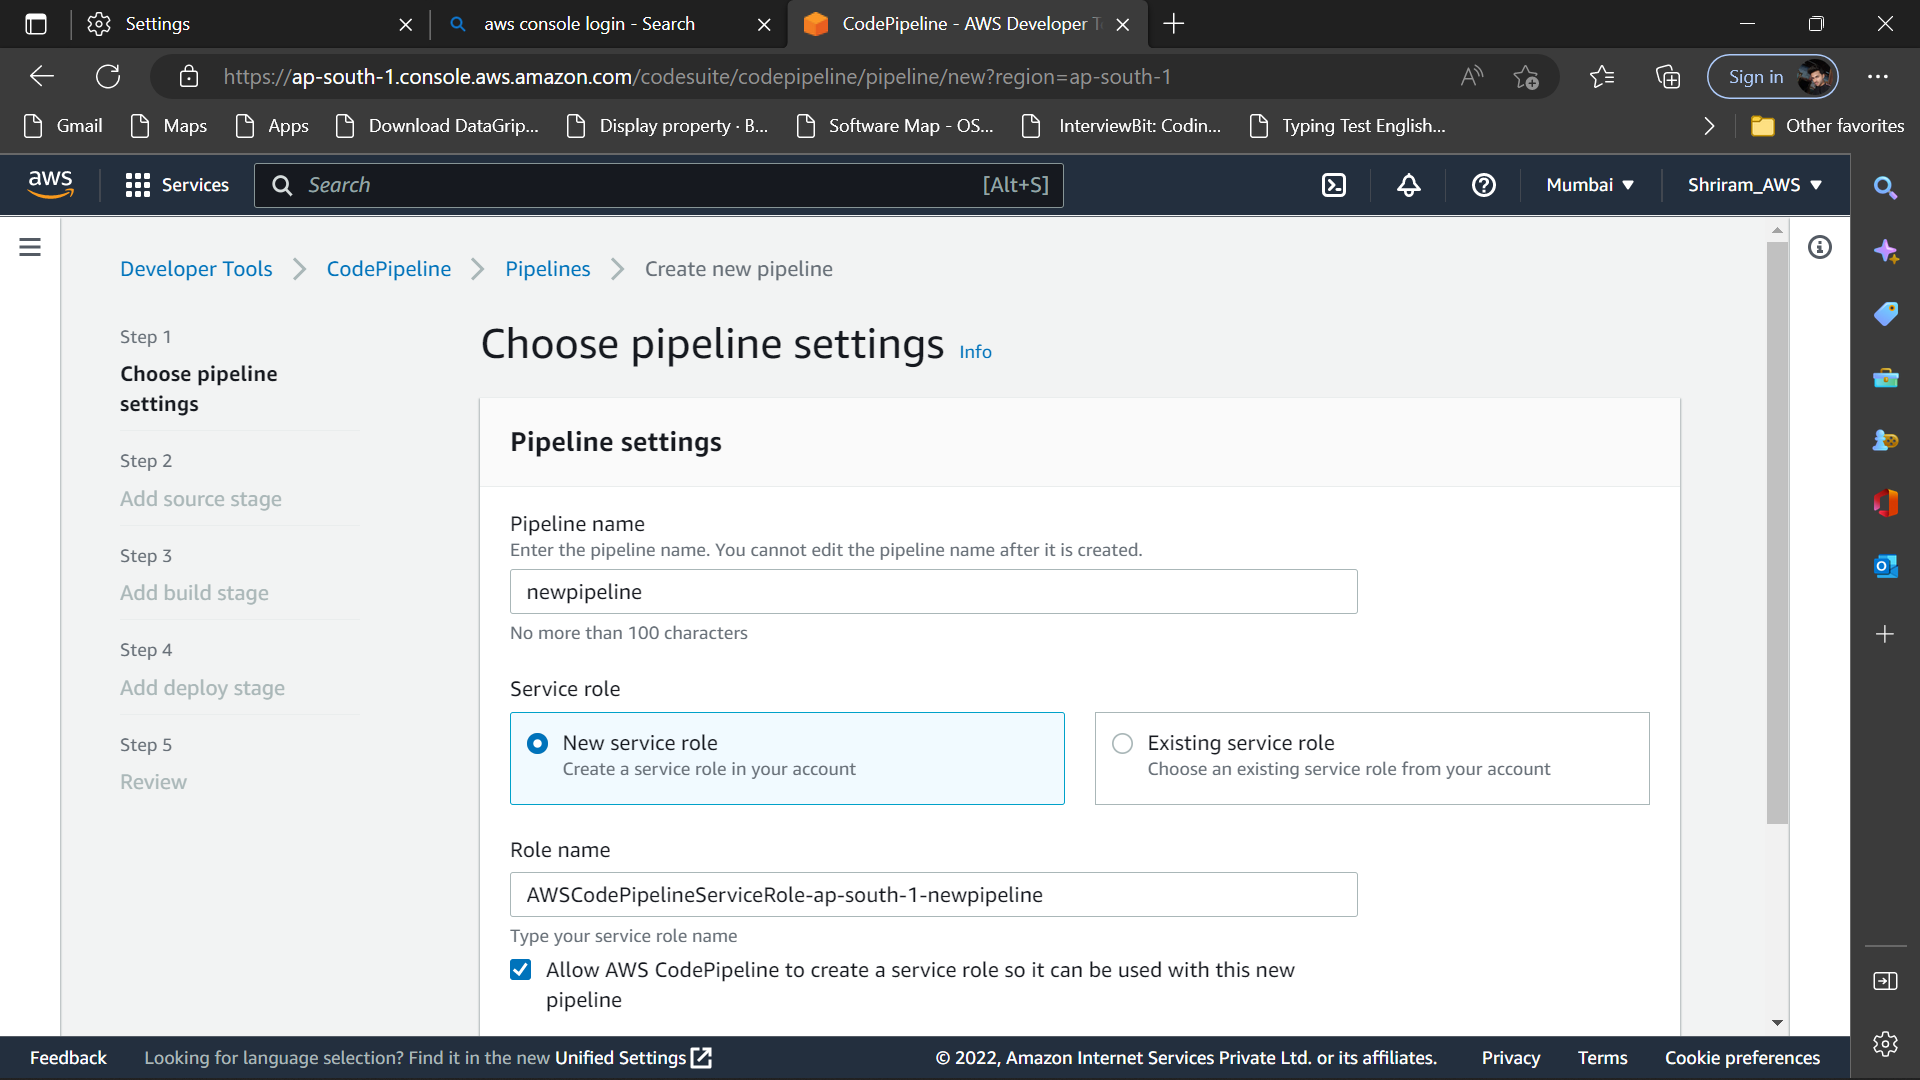 Settings
aws console login - Search
CodePipeline - AWS Developer T
https://ap-south-1.console.aws.amazon.com/codesuite/codepipeline/pipeline/new?region=ap-south-1
Sign in
Gmail
Maps
Apps
Download DataGrip...
Display property · B...
Software Map - OS...
InterviewBit: Codin...
Typing Test English...
Other favorites
aws
Services
Search
[Alt+S]
Mumbai
Shriram_AWS
Developer Tools
CodePipeline
Pipelines
Create new pipeline
Step 1
Choose pipeline
settings
Step 2
Add source stage
Step 3
Add build stage
Step 4
Add deploy stage
Step 5
Review
Choose pipeline settings Info
Pipeline settings
Pipeline name
Enter the pipeline name. You cannot edit the pipeline name after it is created.
newpipeline
No more than 100 characters
Service role
New service role
Create a service role in your account
Existing service role
Choose an existing service role from your account
Role name
AWSCodePipelineServiceRole-ap-south-1-newpipeline
Type your service role name
Allow AWS CodePipeline to create a service role so it can be used with this new
pipeline
Feedback
Looking for language selection? Find it in the new Unified Settings
© 2022, Amazon Internet Services Private Ltd. or its affiliates.
Privacy
Terms
Cookie preferences